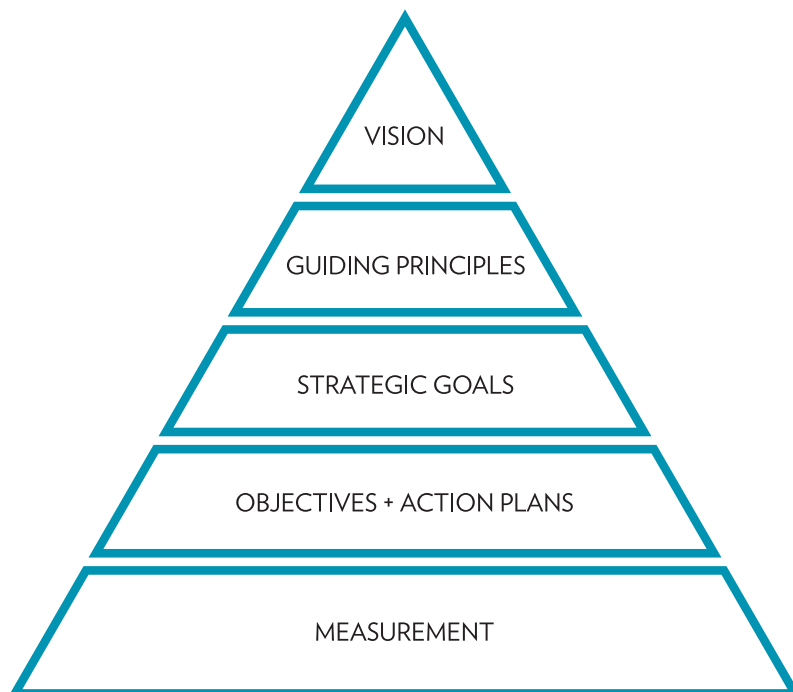 VISION
GUIDING PRINCIPLES
STRATEGIC GOALS
OBJECTIVES + ACTION PLANS
MEASUREMENT